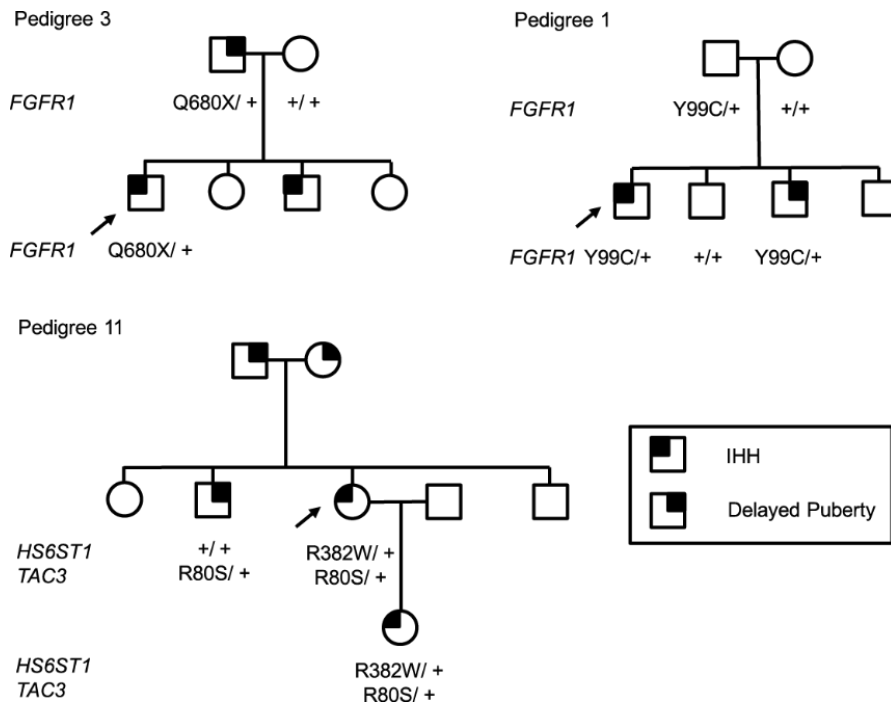 Pedigree 3
FGFR1 Q680X/ + +/ +
FGFR1 Q680X/ +
Pedigree 1
FGFR1 Y99C/+ +/+
FGFR1 Y99C/+ +/+ Y99C/+
Pedigree 11
HS6ST1 +/ + R382W/ +
TAC3 R80S/ + R80S/ +
HS6ST1 R382W/ +
TAC3 R80S/ +
IHH
Delayed Puberty